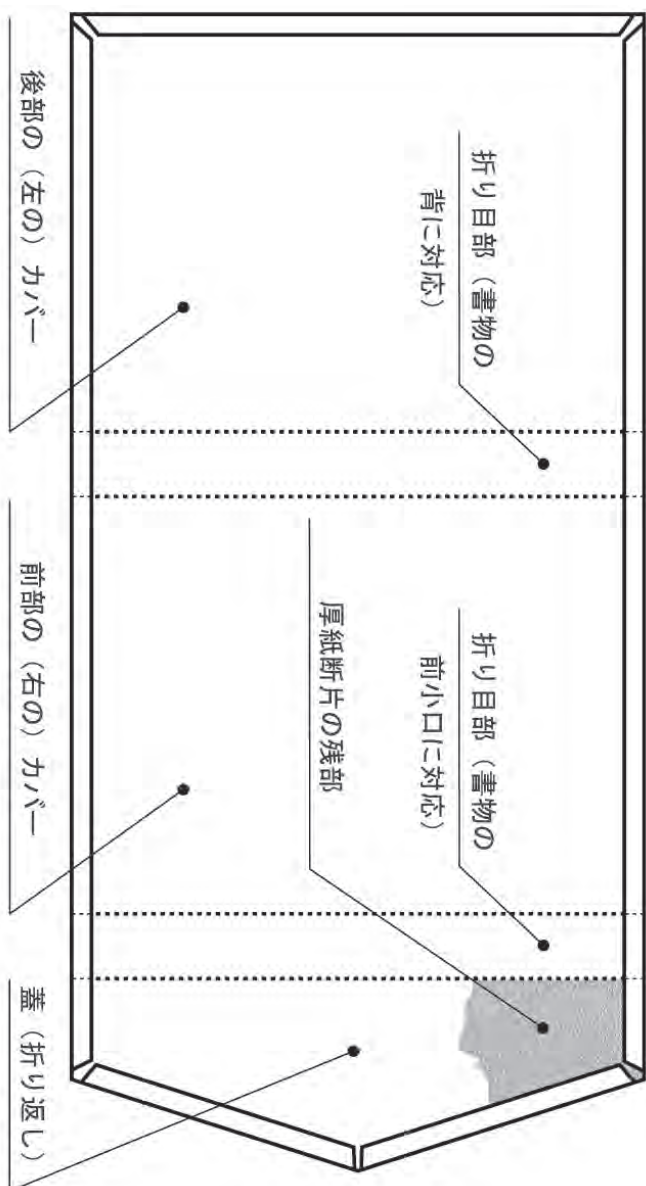 折り目部（書物の
背に対応）
後部の（左の）カバー
折り目部（書物の
前小口に対応）
厚紙断片の残部
前部の（右の）カバー
蓋（折り返し）